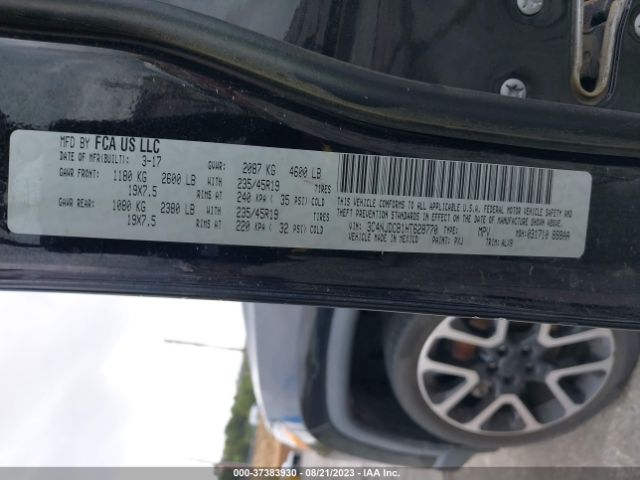 MFD BY FCA US LLC
DATE OF MFR(BUILT): 3-17 GVWR: 2087 KG 4600 LB
GAWR FRONT: 1180 KG 2600 LB WITH 235/45R19 TIRES
19X7.5 RIMS AT 240 KPA ( 35 PSI) COLD
GAWR REAR: 1080 KG 2380 LB WITH 235/45R19 TIRES
19X7.5 RIMS AT 220 KPA ( 32 PSI) COLD
THIS VEHICLE CONFORMS TO ALL APPLICABLE U.S.A. FEDERAL MOTOR VEHICLE SAFETY, BUMPER AND
THEFT PREVENTION STANDARDS IN EFFECT ON THE DATE OF MANUFACTURE SHOWN ABOVE.
VIN: 3C4NJDCB1HT628770 TYPE: MPV MDH: 031710 888AA
VEHICLE MADE IN MEXICO PAINT: PXJ TRIM: ALX9
000-37383930 - 08/21/2023 - IAA Inc.